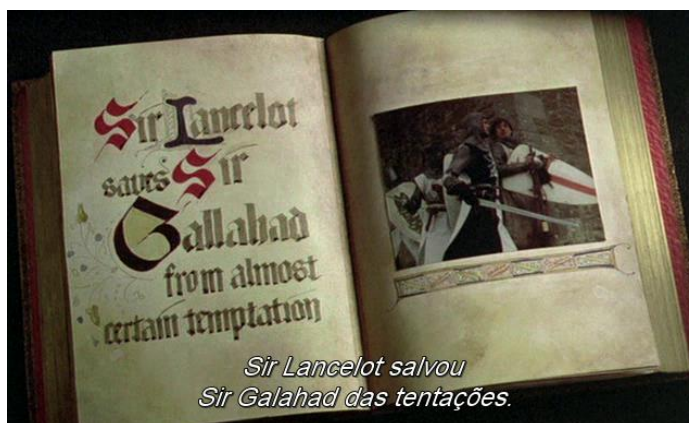 Sir Lancelot
saves Sir
Gallahad
from almost
certain temptation
Sir Lancelot salvou
Sir Galahad das tentações.